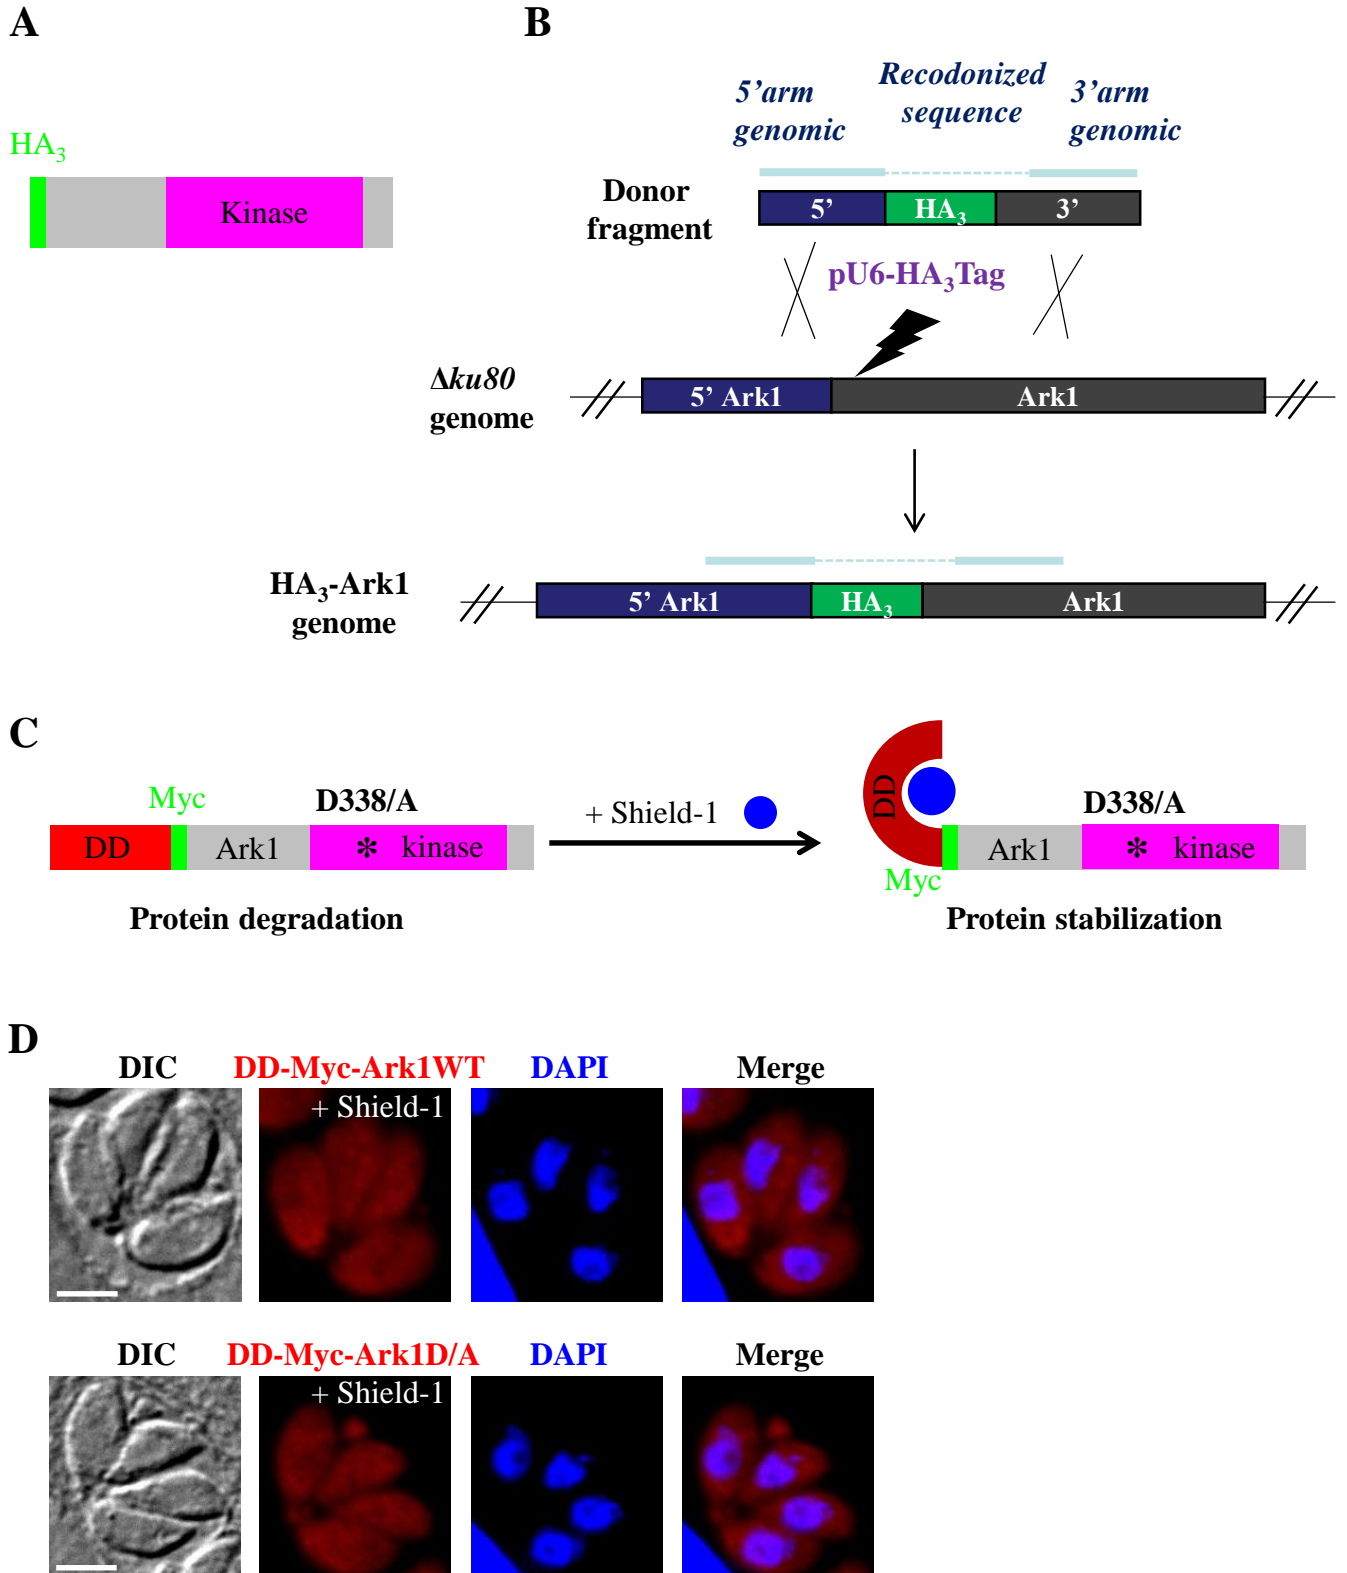 A
HA₃
Kinase
B
5’arm
genomic
Recodonized
sequence
3’arm
genomic
Donor
fragment
5’
HA₃
3’
pU6-HA₃Tag
Δku80
genome
5’ Ark1
Ark1
HA₃-Ark1
genome
5’ Ark1
HA₃
Ark1
C
Myc
D338/A
DD
Ark1
* kinase
Protein degradation
+ Shield-1
DD
D338/A
Ark1
* kinase
Myc
Protein stabilization
D
DIC
DD-Myc-Ark1WT
DAPI
Merge
+ Shield-1
DIC
DD-Myc-Ark1D/A
DAPI
Merge
+ Shield-1